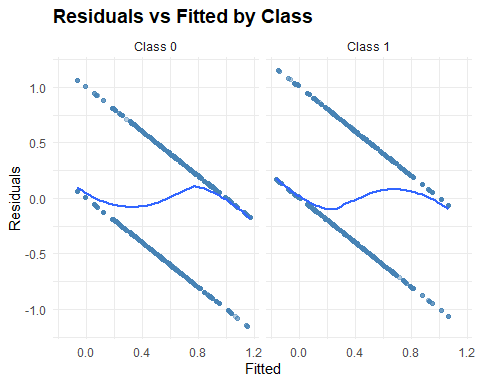 Residuals vs Fitted by Class
Class 0 Class 1
Residuals
1.0
0.5
0.0
-0.5
-1.0
0.0 0.4 0.8 1.2 0.0 0.4 0.8 1.2
Fitted